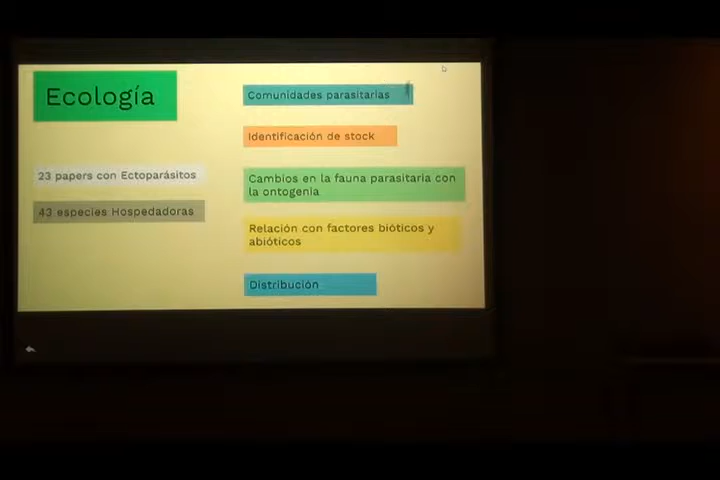 Ecología
23 papers con Ectoparásitos
43 especies Hospedadoras
Comunidades parasitarias
Identificación de stock
Cambios en la fauna parasitaria con
la ontogenia
Relación con factores bióticos y
abióticos
Distribución